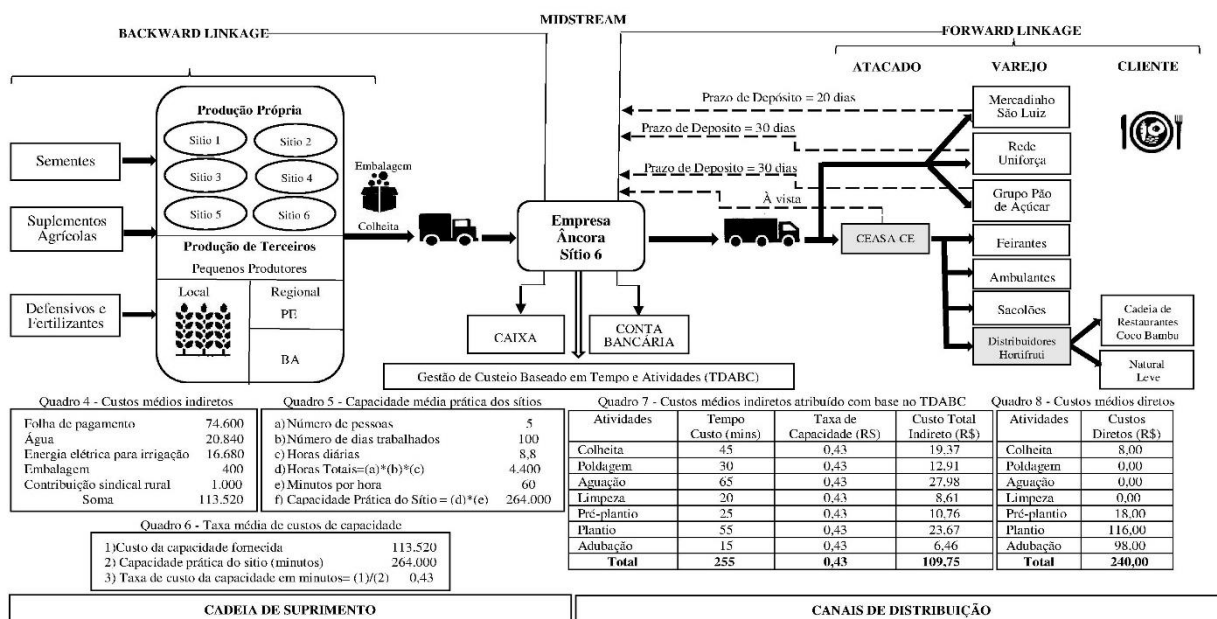 MIDSTREAM
BACKWARD LINKAGE
FORWARD LINKAGE
ATACADO
VAREJO
CLIENTE
Produção Própria
Sítio 1
Sítio 2
Sítio 3
Sítio 4
Sítio 5
Sítio 6
Produção de Terceiros
Pequenos Produtores
Local
Regional
PE
BA
Sementes
Suplementos
Agrícolas
Defensivos e
Fertilizantes
Embalagem
Colheita
Empresa
Âncora
Sítio 6
CAIXA
CONTA
BANCÁRIA
Gestão de Custeio Baseado em Tempo e Atividades (TDABC)
Prazo de Depósito = 20 dias
Prazo de Deposito = 30 dias
Prazo de Deposito = 30 dias
À vista
CEASA CE
Mercadinho
São Luiz
Rede
Uniforça
Grupo Pão
de Açúcar
Feirantes
Ambulantes
Sacolões
Distribuidores
Hortifruti
Cadeia de
Restaurantes
Coco Bambu
Natural
Leve
Quadro 4 - Custos médios indiretos
Folha de pagamento 74.600
Água 20.840
Energia elétrica para irrigação 16.680
Embalagem 400
Contribuição sindical rural 1.000
Soma 113.520
Quadro 5 - Capacidade média prática dos sítios
a) Número de pessoas 5
b) Número de dias trabalhados 100
c) Horas diárias 8,8
d) Horas Totais=(a)*(b)*(c) 4.400
e) Minutos por hora 60
f) Capacidade Prática do Sítio = (d)*(e) 264.000
Quadro 6 - Taxa média de custos de capacidade
1)Custo da capacidade fornecida 113.520
2) Capacidade prática do sitio (minutos) 264.000
3) Taxa de custo da capacidade em minutos= (1)/(2) 0,43
Quadro 7 - Custos médios indiretos atribuído com base no TDABC
Atividades Tempo Custo (mins) Taxa de Capacidade (RS) Custo Total Indireto (R$)
Colheita 45 0,43 19,37
Poldagem 30 0,43 12,91
Aguação 65 0,43 27,98
Limpeza 20 0,43 8,61
Pré-plantio 25 0,43 10,76
Plantio 55 0,43 23,67
Adubação 15 0,43 6,46
Total 255 0,43 109,75
Quadro 8 - Custos médios diretos
Atividades Custos Diretos (R$)
Colheita 8,00
Poldagem 0,00
Aguação 0,00
Limpeza 0,00
Pré-plantio 18,00
Plantio 116,00
Adubação 98,00
Total 240,00
CADEIA DE SUPRIMENTO
CANAIS DE DISTRIBUIÇÃO